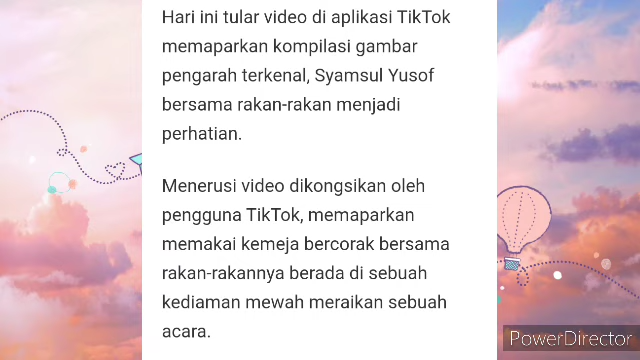 Hari ini tular video di aplikasi TikTok
memaparkan kompilasi gambar
pengarah terkenal, Syamsul Yusof
bersama rakan-rakan menjadi
perhatian.
Menerusi video dikongsikan oleh
pengguna TikTok, memaparkan
memakai kemeja bercorak bersama
rakan-rakannya berada di sebuah
kediaman mewah meraikan sebuah
acara.
PowerDirector